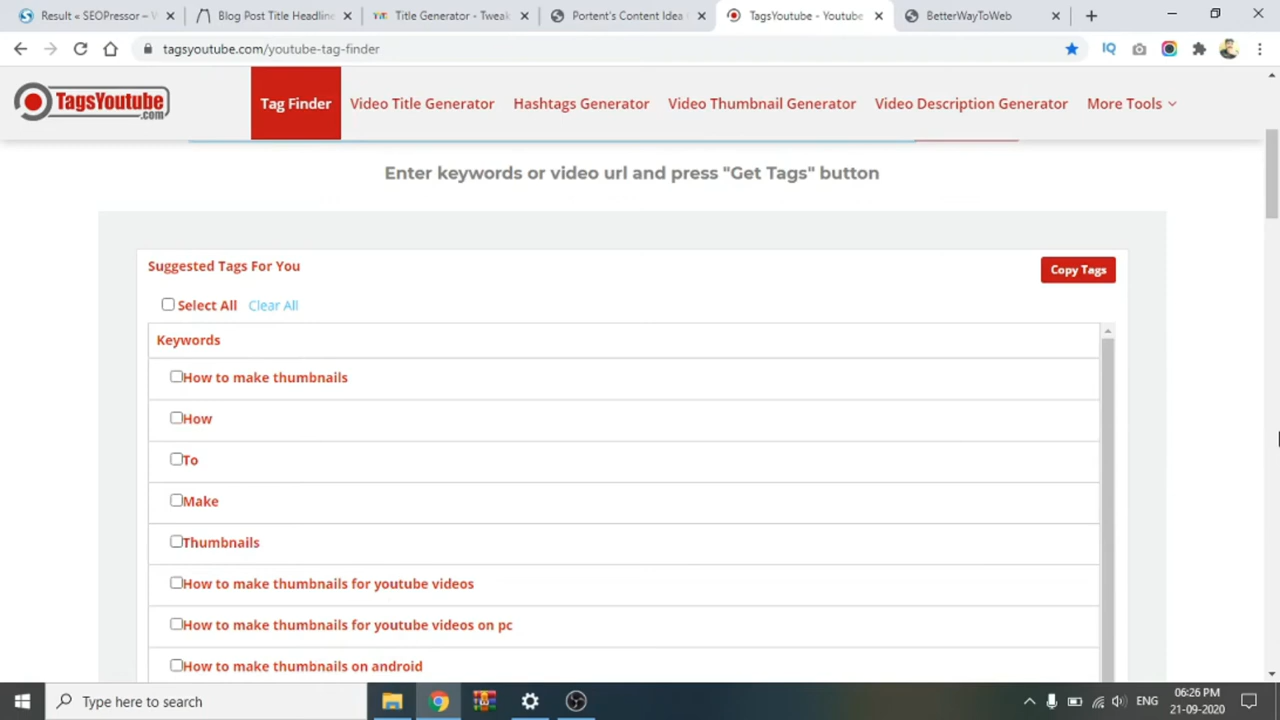 Result « SEOPressor – V
Blog Post Title Headline
Title Generator - Tweak
Portent's Content Idea
TagsYoutube - Youtube
BetterWayToWeb
tagsyoutube.com/youtube-tag-finder
IQ
TagsYoutube
.com
Tag Finder
Video Title Generator
Hashtags Generator
Video Thumbnail Generator
Video Description Generator
More Tools
Enter keywords or video url and press "Get Tags" button
Suggested Tags For You
Copy Tags
Select All Clear All
Keywords
How to make thumbnails
How
To
Make
Thumbnails
How to make thumbnails for youtube videos
How to make thumbnails for youtube videos on pc
How to make thumbnails on android
Type here to search
ENG
06:26 PM
21-09-2020